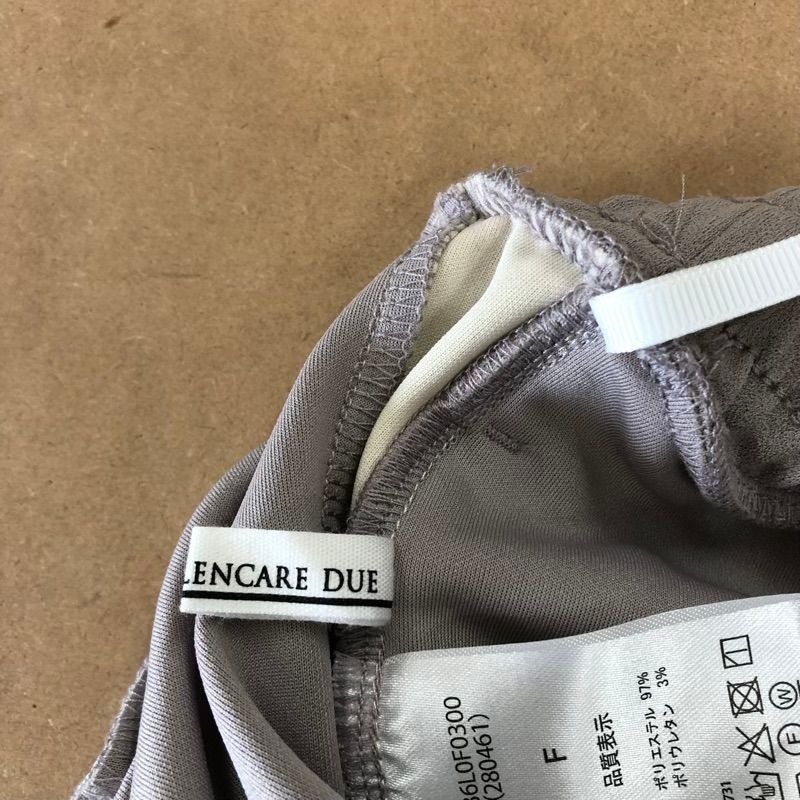 LENCARE DUE
36L0F0300
(280461)
F
品質表示
ポリエステル 97%
ポリウレタン 3%
731
F
W